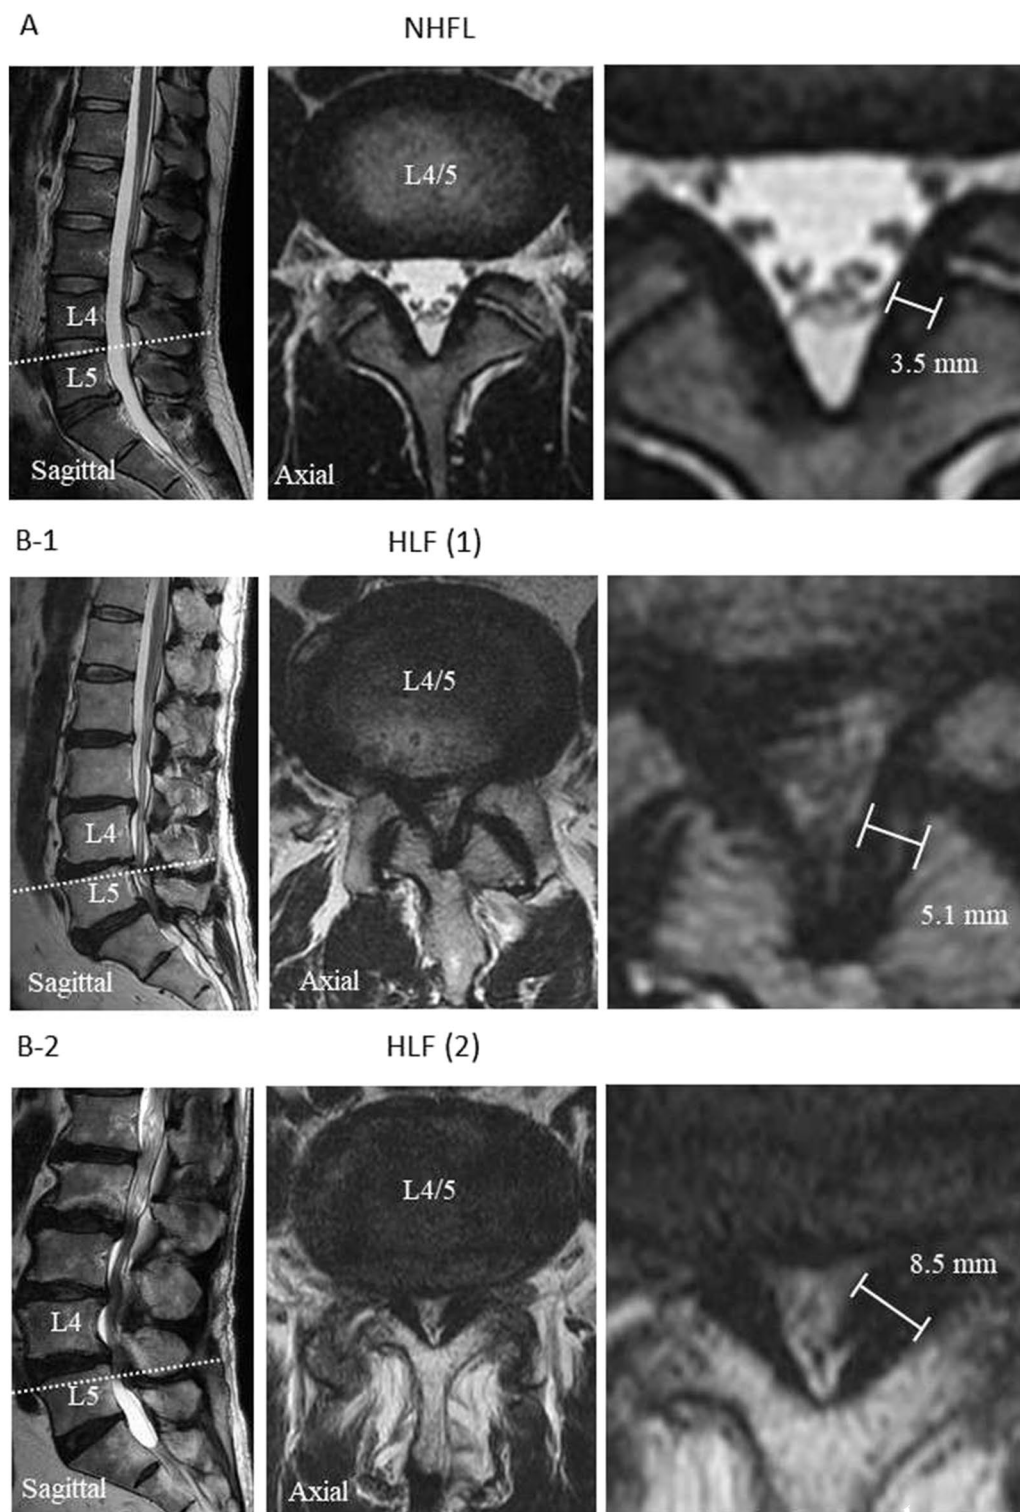 A
NHFL
L4
L5
Sagittal
L4/5
Axial
3.5 mm
B-1
HLF (1)
L4
L5
Sagittal
L4/5
Axial
5.1 mm
B-2
HLF (2)
L4
L5
Sagittal
L4/5
Axial
8.5 mm